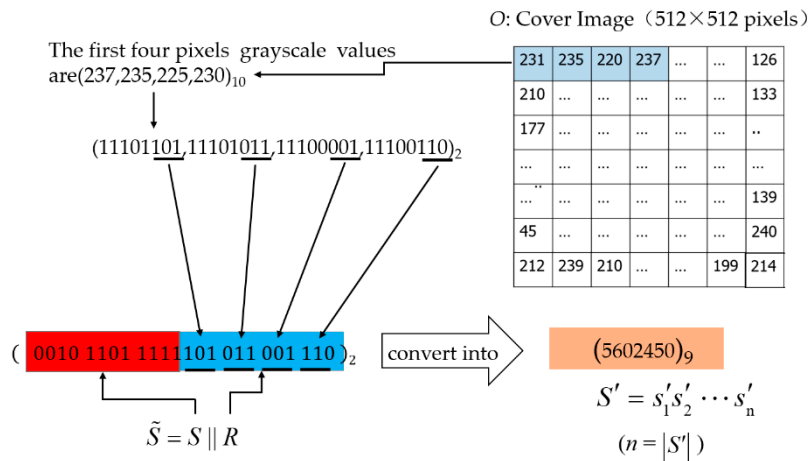 O: Cover Image（512×512 pixels）
The first four pixels grayscale values
are(237,235,225,230)₁₀
231 235 220 237 ... ... 126
210 ... ... ... ... ... 133
177 ... ... ... ... ... ..
... ... ... ... ... ... ...
... ¨ ... ... ... ... ... 139
45 ... ... ... ... ... 240
212 239 210 ... ... 199 214
(11101101,11101011,11100001,11100110)₂
( 0010 1101 1111101 011 001 110 )₂
convert into
(5602450)₉
S̃ = S || R
S′ = s′₁s′₂ ⋯ s′ₙ
(n = |S′| )